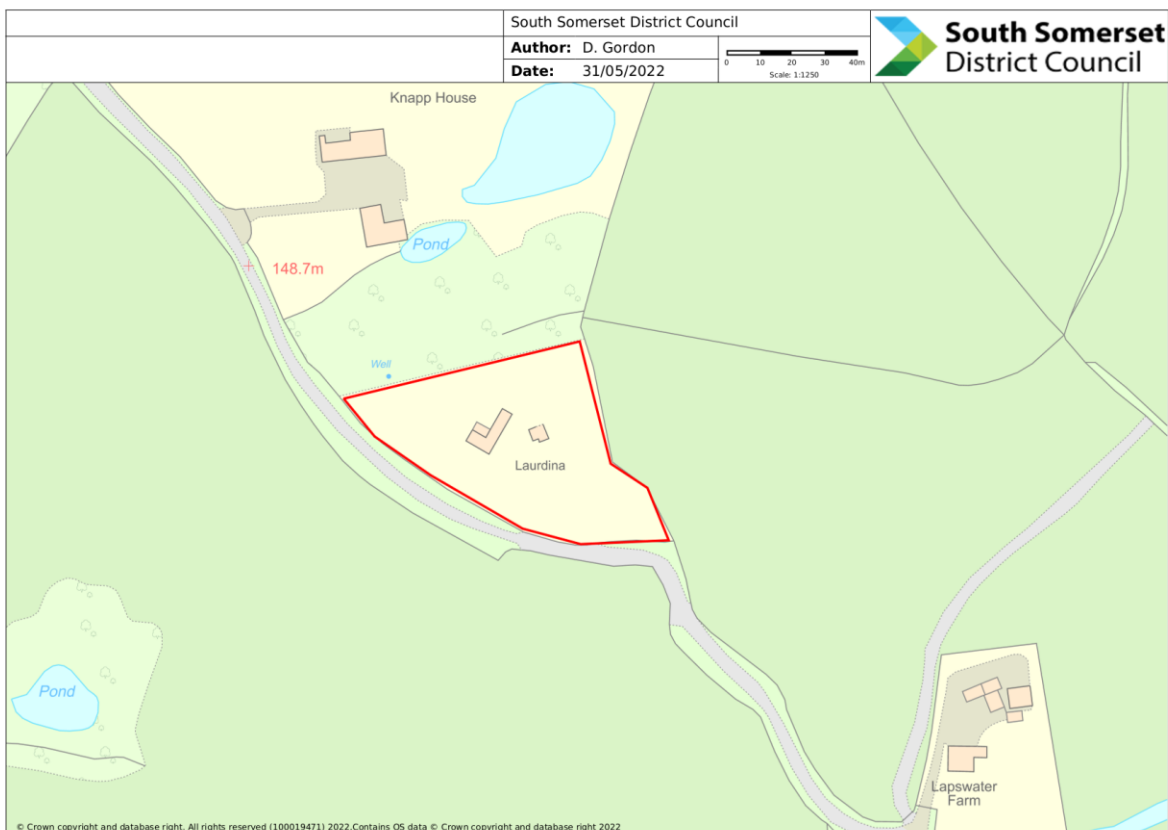 South Somerset District Council
Author: D. Gordon
Date: 31/05/2022
0 10 20 30 40m
Scale: 1:1250
South Somerset
District Council
Knapp House
Pond
148.7m
Well
Laurdina
Pond
Lapswater
Farm
© Crown copyright and database right. All rights reserved (100019471) 2022.Contains OS data © Crown copyright and database right 2022